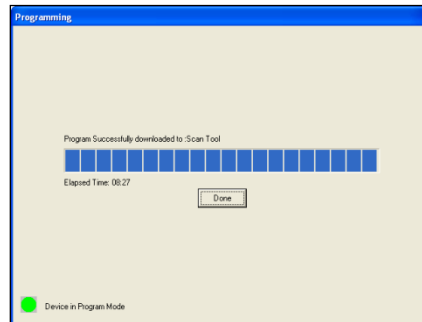 Programming
Program Successfully downloaded to :Scan Tool
Elapsed Time: 08:27
Done
Device in Program Mode